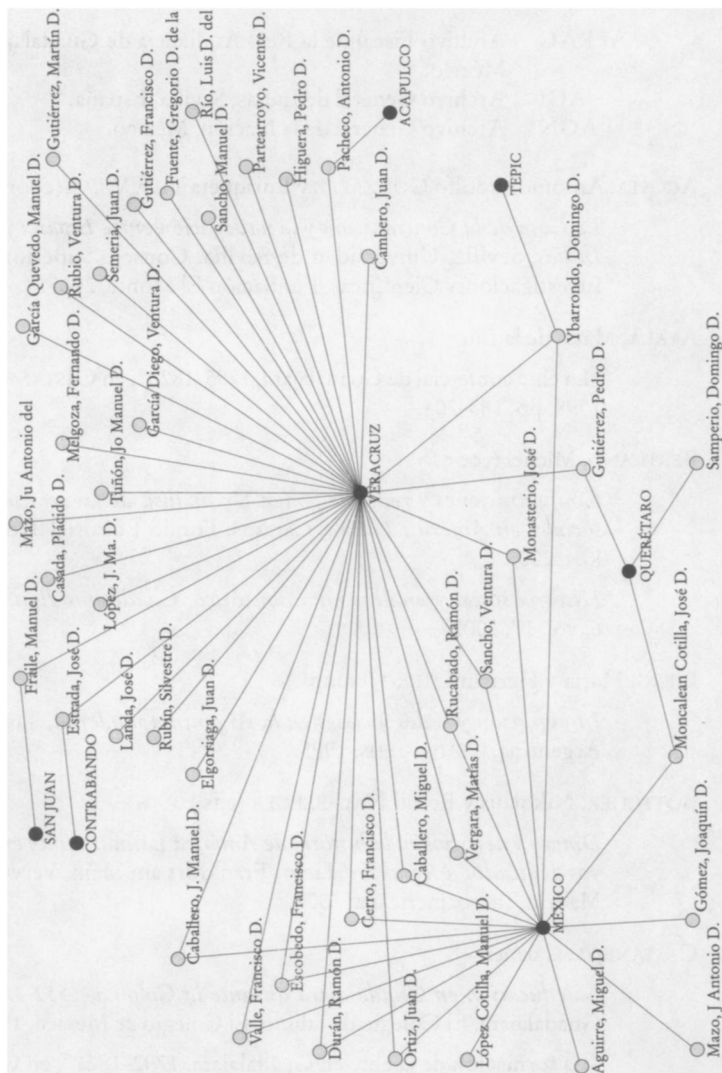 Mazo, Ju Antonio del
García Quevedo, Manuel D.
Fraile, Manuel D.
SAN JUAN
Gutiérrez, Martín D.
Casada, Plácido D.
Rubio, Ventura D.
Estrada, José D.
Melgoza, Fernando D.
CONTRABANDO
Semería, Juan D.
López, J. Ma. D.
Landa, José D.
Tuñón, Jo Manuel D.
Gutiérrez, Francisco D.
García Diego, Ventura D.
Rubin, Silvestre D.
Fuente, Gregorio D. de la
Caballero, J. Manuel D.
Río, Luis D. del
Elgorriaga, Juan D.
Sancho, Manuel D.
Valle, Francisco D.
Partearroyo, Vicente D.
Escobedo, Francisco D.
Higuera, Pedro D.
Durán, Ramón D.
Pacheco, Antonio D.
Cerro, Francisco D.
VERACRUZ
Cambero, Juan D.
ACAPULCO
Ortiz, Juan D.
Caballero, Miguel D.
Rucabado, Ramón D.
Vergara, Matías D.
López Cotilla, Manuel D.
Sancho, Ventura D.
TEPIC
Monasterio, José D.
MÉXICO
Ybarrondo, Domingo D.
Aguirre, Miguel D.
Gutiérrez, Pedro D.
QUERÉTARO
Moncalean Cotilla, José D.
Gómez, Joaquín D.
Samperio, Domingo D.
Mazo, J Antonio D.